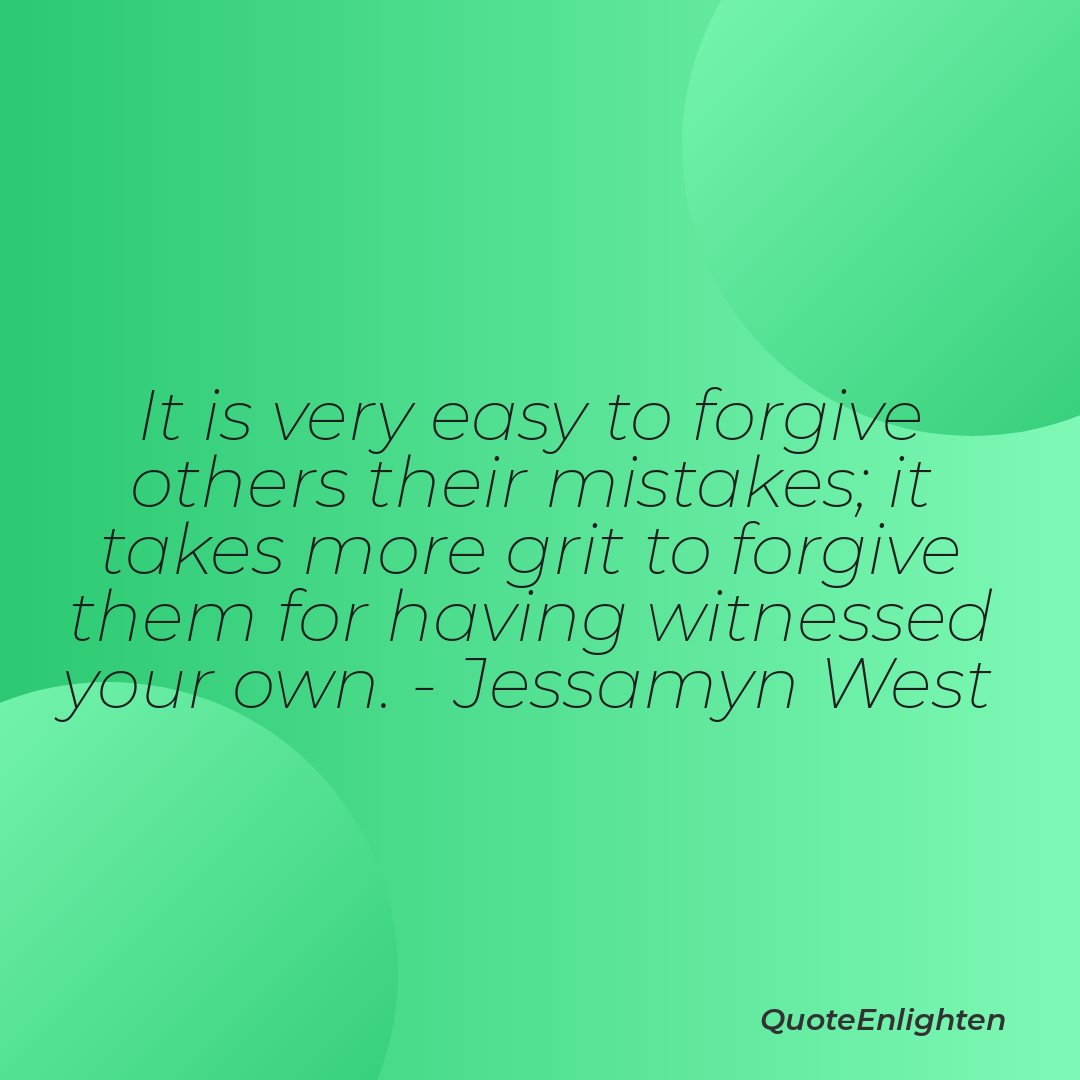 It is very easy to forgive
others their mistakes; it
takes more grit to forgive
them for having witnessed
your own. - Jessamyn West
QuoteEnlighten